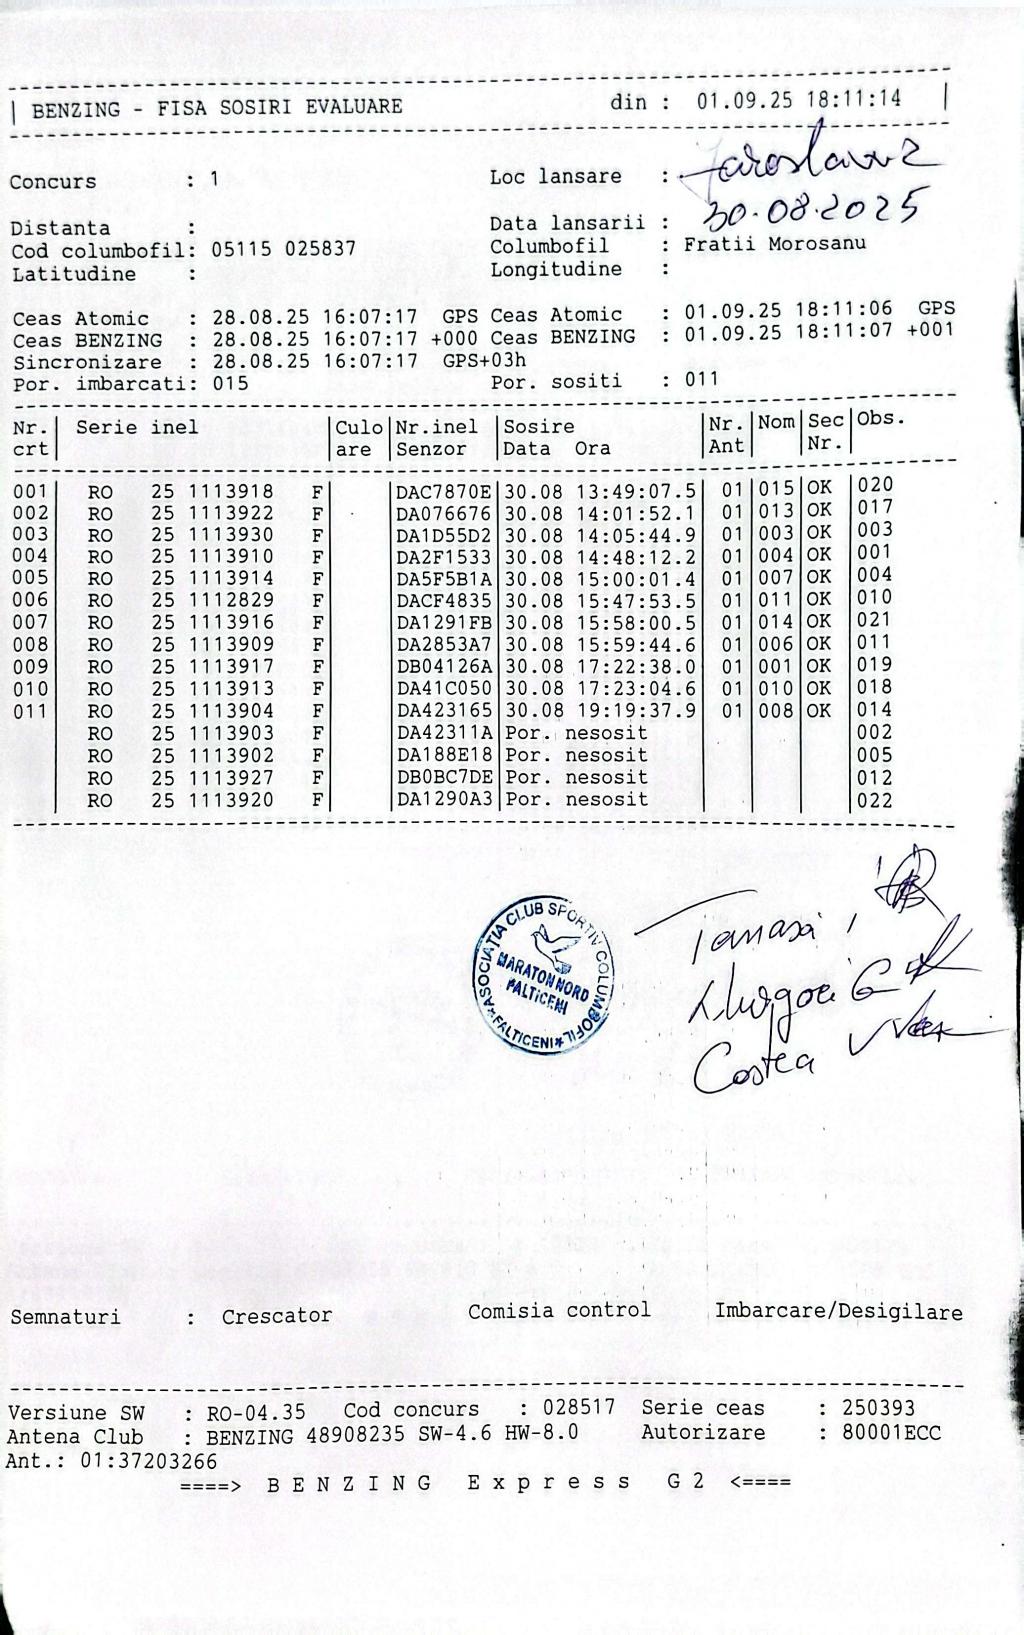 BENZING - FISA SOSIRI EVALUARE din : 01.09.25 18:11:14
Concurs : 1 Loc lansare :
Distanta : Data lansarii : 30.08.2025
Cod columbofil: 05115 025837 Columbofil : Fratii Morosanu
Latitudine : Longitudine :
Ceas Atomic : 28.08.25 16:07:17 GPS Ceas Atomic : 01.09.25 18:11:06 GPS
Ceas BENZING : 28.08.25 16:07:17 +000 Ceas BENZING : 01.09.25 18:11:07 +001
Sincronizare : 28.08.25 16:07:17 GPS+03h
Por. imbarcati: 015 Por. sositi : 011
Nr. Serie inel Culo Nr.inel Sosire Nr. Nom Sec Obs.
crt are Senzor Data Ora Ant Nr.
001 RO 25 1113918 F DAC7870E 30.08 13:49:07.5 01 015 OK 020
002 RO 25 1113922 F DA076676 30.08 14:01:52.1 01 013 OK 017
003 RO 25 1113930 F DA1D55D2 30.08 14:05:44.9 01 003 OK 003
004 RO 25 1113910 F DA2F1533 30.08 14:48:12.2 01 004 OK 001
005 RO 25 1113914 F DA5F5B1A 30.08 15:00:01.4 01 007 OK 004
006 RO 25 1112829 F DACF4835 30.08 15:47:53.5 01 011 OK 010
007 RO 25 1113916 F DA1291FB 30.08 15:58:00.5 01 014 OK 021
008 RO 25 1113909 F DA2853A7 30.08 15:59:44.6 01 006 OK 011
009 RO 25 1113917 F DB04126A 30.08 17:22:38.0 01 001 OK 019
010 RO 25 1113913 F DA41C050 30.08 17:23:04.6 01 010 OK 018
011 RO 25 1113904 F DA423165 30.08 19:19:37.9 01 008 OK 014
RO 25 1113903 F DA42311A Por. nesosit 002
RO 25 1113902 F DA188E18 Por. nesosit 005
RO 25 1113927 F DB0BC7DE Por. nesosit 012
RO 25 1113920 F DA1290A3 Por. nesosit 022
ASOCIATIA CLUB SPORTIV COLUMBOFIL
MARATON NORD
FALTICENI
*FALTICENI*
Costea
Semnaturi : Crescator Comisia control Imbarcare/Desigilare
Versiune SW : RO-04.35 Cod concurs : 028517 Serie ceas : 250393
Antena Club : BENZING 48908235 SW-4.6 HW-8.0 Autorizare : 80001ECC
Ant.: 01:37203266
====> B E N Z I N G E x p r e s s G 2 <====